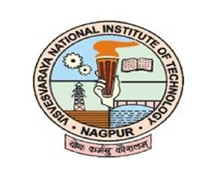 VISVESVARAYA NATIONAL INSTITUTE OF TECHNOLOGY
• NAGPUR •
योगः कर्मसु कौशलम्